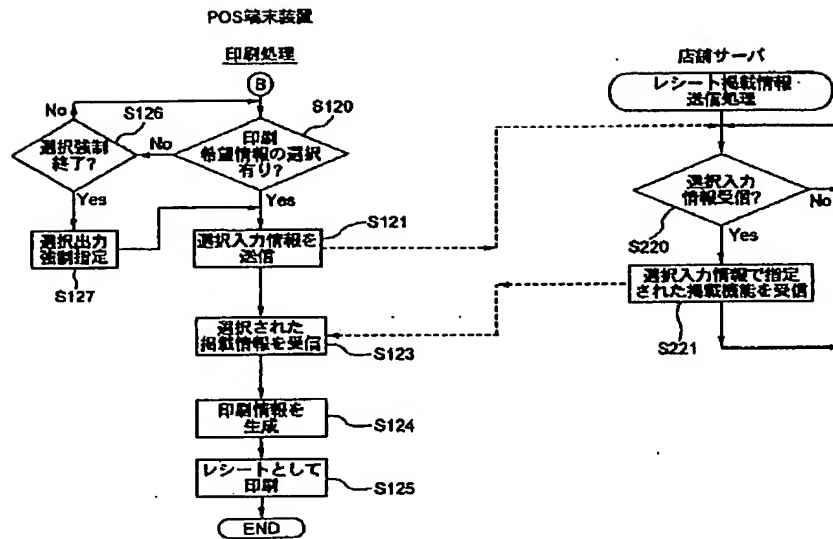 POS端末装置
印刷処理
B
No
S126
S120
選択強制
終了?
No
印刷
希望情報の選択
有り?
Yes
Yes
選択出力
強制指定
S127
選択入力情報を
送信
S121
選択された
掲載情報を受信
S123
印刷情報を
生成
S124
レシートとして
印刷
S125
END
店舗サーバ
レシート掲載情報
送信処理
選択入力
情報受信?
No
S220
Yes
選択入力情報で指定
された掲載機能を受信
S221